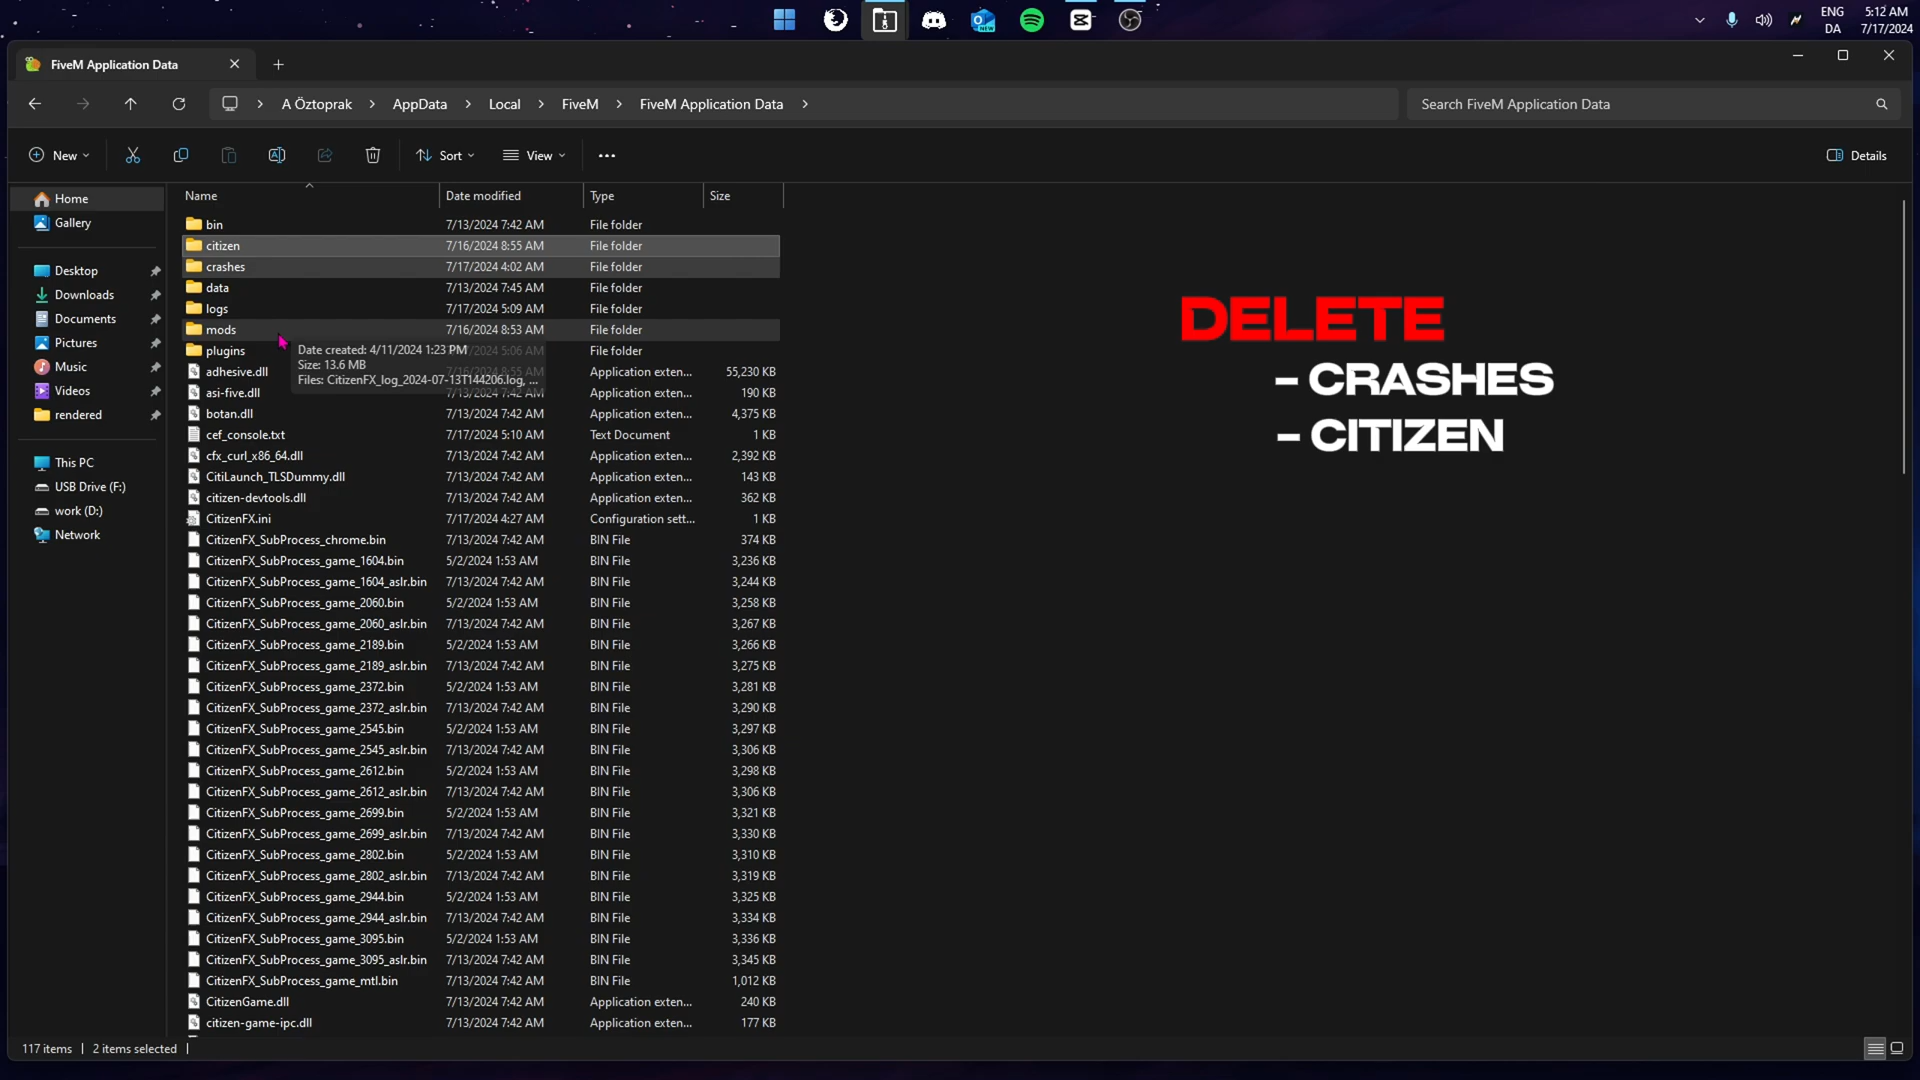 ENG
DA
5:12 AM
7/17/2024
FiveM Application Data
A Öztoprak > AppData > Local > FiveM > FiveM Application Data >
Search FiveM Application Data
New
Sort
View
Details
Home
Gallery
Desktop
Downloads
Documents
Pictures
Music
Videos
rendered
This PC
USB Drive (F:)
work (D:)
Network
Name Date modified Type Size
bin 7/13/2024 7:42 AM File folder
citizen 7/16/2024 8:55 AM File folder
crashes 7/17/2024 4:02 AM File folder
data 7/13/2024 7:45 AM File folder
logs 7/17/2024 5:09 AM File folder
mods 7/16/2024 8:53 AM File folder
plugins 7/2024 5:06 AM File folder
Date created: 4/11/2024 1:23 PM
Size: 13.6 MB
Files: CitizenFX_log_2024-07-13T144206.log, ...
adhesive.dll 7/16/2024 8:55 AM Application exten... 55,230 KB
asi-five.dll 7/13/2024 7:42 AM Application exten... 190 KB
botan.dll 7/13/2024 7:42 AM Application exten... 4,375 KB
cef_console.txt 7/17/2024 5:10 AM Text Document 1 KB
cfx_curl_x86_64.dll 7/13/2024 7:42 AM Application exten... 2,392 KB
CitiLaunch_TLSDummy.dll 7/13/2024 7:42 AM Application exten... 143 KB
citizen-devtools.dll 7/13/2024 7:42 AM Application exten... 362 KB
CitizenFX.ini 7/17/2024 4:27 AM Configuration sett... 1 KB
CitizenFX_SubProcess_chrome.bin 7/13/2024 7:42 AM BIN File 374 KB
CitizenFX_SubProcess_game_1604.bin 5/2/2024 1:53 AM BIN File 3,236 KB
CitizenFX_SubProcess_game_1604_aslr.bin 7/13/2024 7:42 AM BIN File 3,244 KB
CitizenFX_SubProcess_game_2060.bin 5/2/2024 1:53 AM BIN File 3,258 KB
CitizenFX_SubProcess_game_2060_aslr.bin 7/13/2024 7:42 AM BIN File 3,267 KB
CitizenFX_SubProcess_game_2189.bin 5/2/2024 1:53 AM BIN File 3,266 KB
CitizenFX_SubProcess_game_2189_aslr.bin 7/13/2024 7:42 AM BIN File 3,275 KB
CitizenFX_SubProcess_game_2372.bin 5/2/2024 1:53 AM BIN File 3,281 KB
CitizenFX_SubProcess_game_2372_aslr.bin 7/13/2024 7:42 AM BIN File 3,290 KB
CitizenFX_SubProcess_game_2545.bin 5/2/2024 1:53 AM BIN File 3,297 KB
CitizenFX_SubProcess_game_2545_aslr.bin 7/13/2024 7:42 AM BIN File 3,306 KB
CitizenFX_SubProcess_game_2612.bin 5/2/2024 1:53 AM BIN File 3,298 KB
CitizenFX_SubProcess_game_2612_aslr.bin 7/13/2024 7:42 AM BIN File 3,306 KB
CitizenFX_SubProcess_game_2699.bin 5/2/2024 1:53 AM BIN File 3,321 KB
CitizenFX_SubProcess_game_2699_aslr.bin 7/13/2024 7:42 AM BIN File 3,330 KB
CitizenFX_SubProcess_game_2802.bin 5/2/2024 1:53 AM BIN File 3,310 KB
CitizenFX_SubProcess_game_2802_aslr.bin 7/13/2024 7:42 AM BIN File 3,319 KB
CitizenFX_SubProcess_game_2944.bin 5/2/2024 1:53 AM BIN File 3,325 KB
CitizenFX_SubProcess_game_2944_aslr.bin 7/13/2024 7:42 AM BIN File 3,334 KB
CitizenFX_SubProcess_game_3095.bin 5/2/2024 1:53 AM BIN File 3,336 KB
CitizenFX_SubProcess_game_3095_aslr.bin 7/13/2024 7:42 AM BIN File 3,345 KB
CitizenFX_SubProcess_game_mtl.bin 7/13/2024 7:42 AM BIN File 1,012 KB
CitizenGame.dll 7/13/2024 7:42 AM Application exten... 240 KB
citizen-game-ipc.dll 7/13/2024 7:42 AM Application exten... 177 KB
DELETE
- CRASHES
- CITIZEN
117 items | 2 items selected |